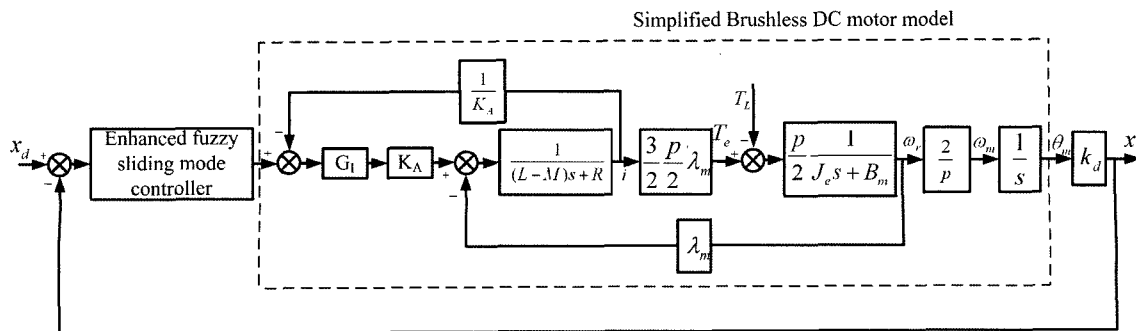 Simplified Brushless DC motor model
1/K_A
T_L
x_d
+
-
Enhanced fuzzy
sliding mode
controller
+
-
G_I
K_A
+
-
1/((L-M)s+R)
i
3/2 p/2 λ_m
T_e
+
-
p/2 1/(J_e s+B_m)
ω_r
2/p
ω_m
1/s
θ_m
k_d
x
λ_m